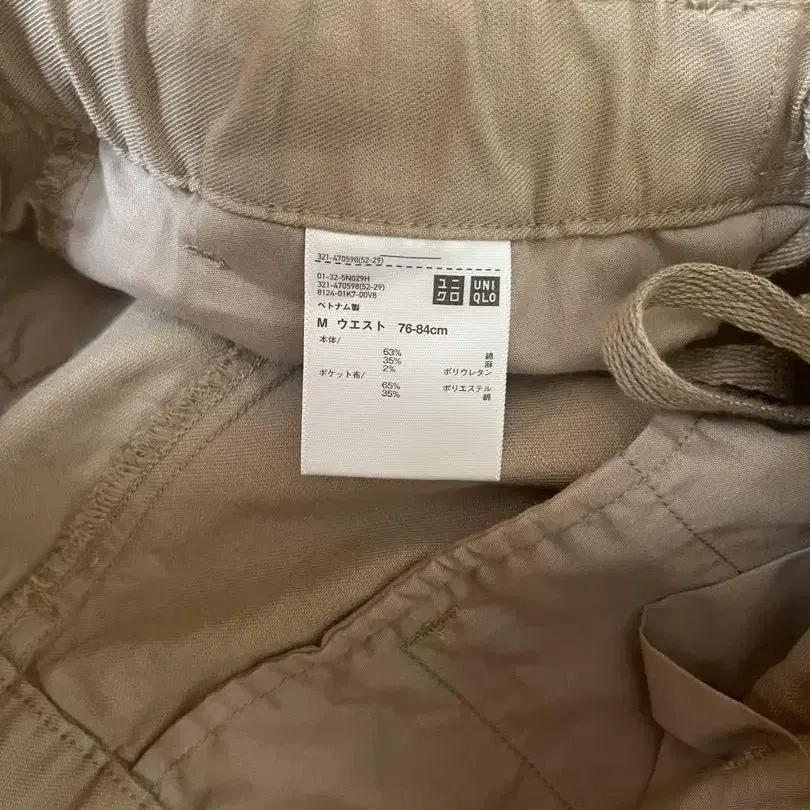 321-470598(52-29)
01-32-5N029H
321-470598(52-29)
8124-01K7-00V8
ユニクロ
UNIQLO
ベトナム製
M ウエスト 76-84cm
本体/
63% 綿
35% 麻
2% ポリウレタン
ポケット布/
65% ポリエステル
35% 綿